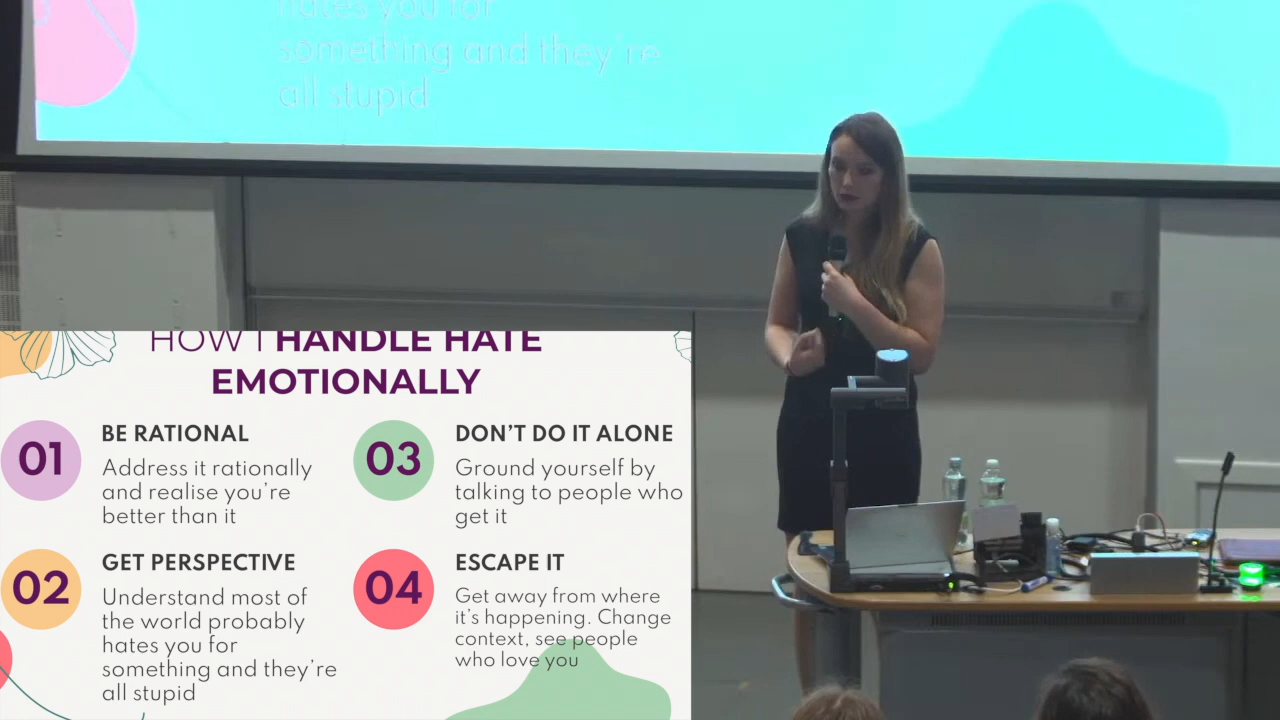 hates you for
something and they're
all stupid
HOW I HANDLE HATE
EMOTIONALLY
01
BE RATIONAL
Address it rationally
and realise you're
better than it
02
GET PERSPECTIVE
Understand most of
the world probably
hates you for
something and they're
all stupid
03
DON'T DO IT ALONE
Ground yourself by
talking to people who
get it
04
ESCAPE IT
Get away from where
it's happening. Change
context, see people
who love you